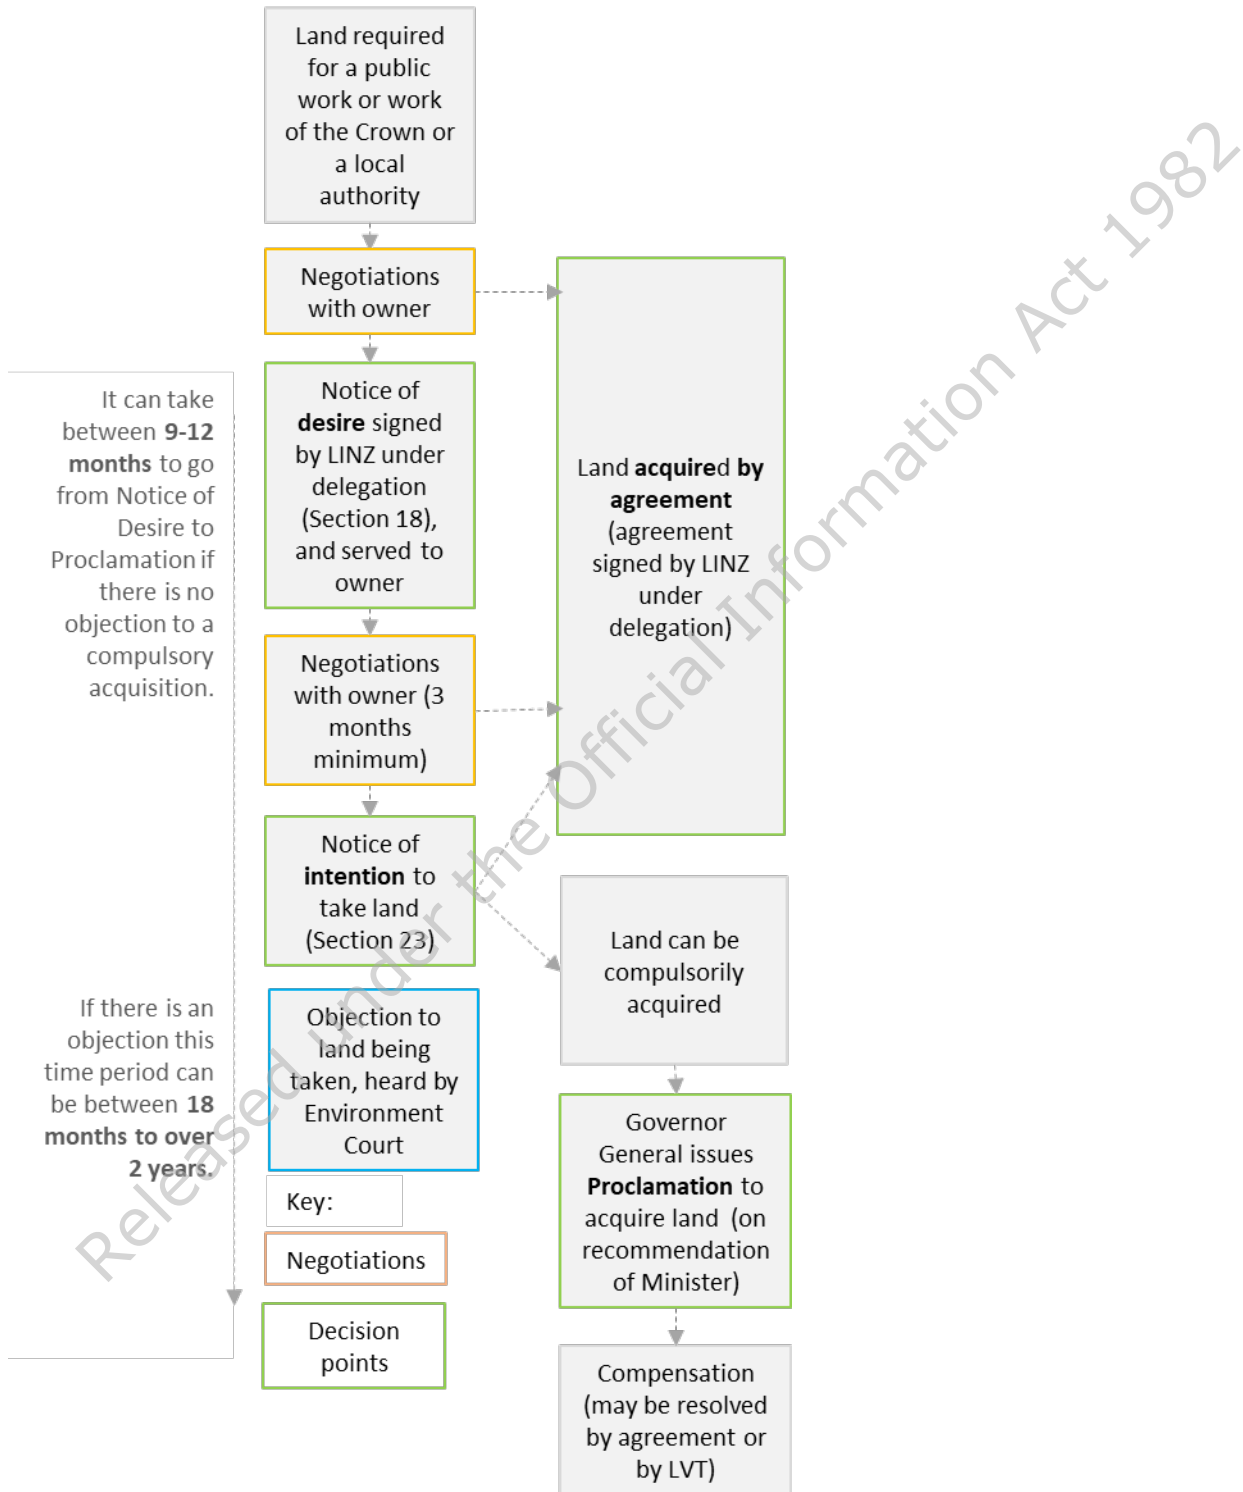 Land required
for a public
work or work
of the Crown or
a local
authority
Negotiations
with owner
Notice of
desire signed
by LINZ under
delegation
(Section 18),
and served to
owner
Negotiations
with owner (3
months
minimum)
Notice of
intention to
take land
(Section 23)
Objection to
land being
taken, heard by
Environment
Court
Key:
Negotiations
Decision
points
It can take
between 9-12
months to go
from Notice of
Desire to
Proclamation if
there is no
objection to a
compulsory
acquisition.
If there is an
objection this
time period can
be between 18
months to over
2 years.
Land acquired by
agreement
(agreement
signed by LINZ
under
delegation)
Land can be
compulsorily
acquired
Governor
General issues
Proclamation to
acquire land (on
recommendation
of Minister)
Compensation
(may be resolved
by agreement or
by LVT)
Released under the Official Information Act 1982